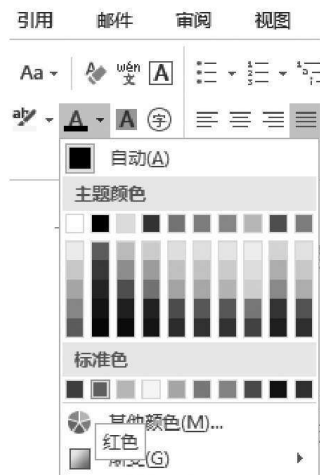 引用 邮件 审阅 视图
Aa wén 文 A
aby A A 字
自动(A)
主题颜色
标准色
其他颜色(M)...
红色
渐变(G)